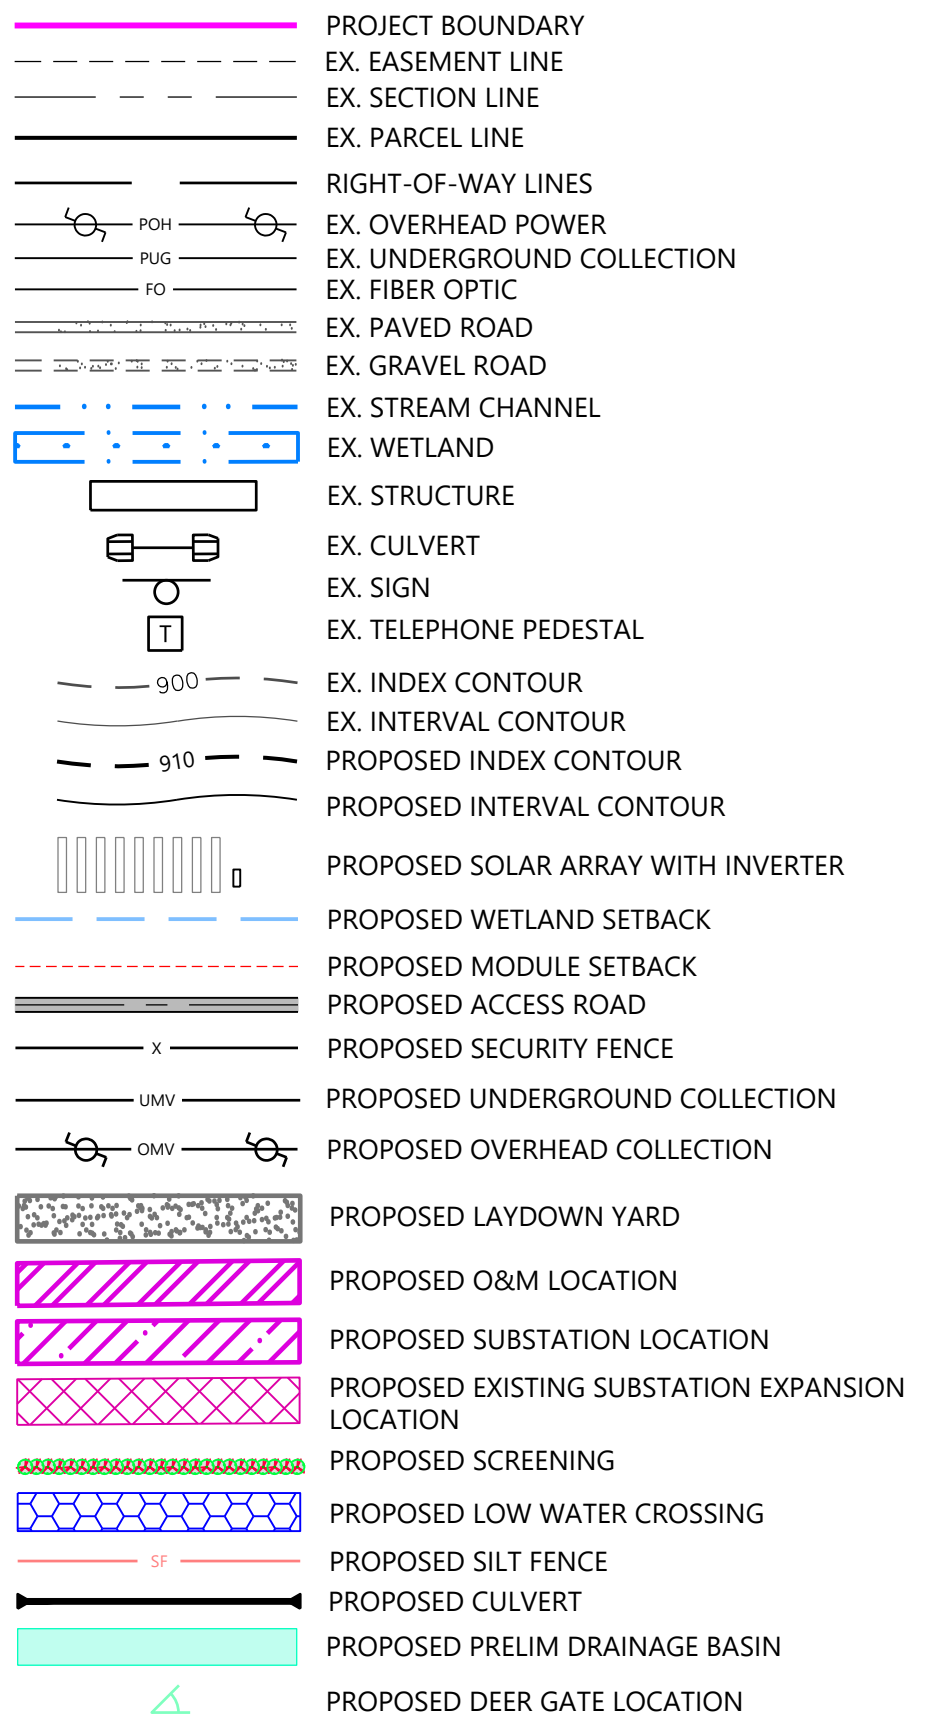 PROJECT BOUNDARY
EX. EASEMENT LINE
EX. SECTION LINE
EX. PARCEL LINE
RIGHT-OF-WAY LINES
POH EX. OVERHEAD POWER
PUG EX. UNDERGROUND COLLECTION
FO EX. FIBER OPTIC
EX. PAVED ROAD
EX. GRAVEL ROAD
EX. STREAM CHANNEL
EX. WETLAND
EX. STRUCTURE
EX. CULVERT
EX. SIGN
T EX. TELEPHONE PEDESTAL
900 EX. INDEX CONTOUR
EX. INTERVAL CONTOUR
910 PROPOSED INDEX CONTOUR
PROPOSED INTERVAL CONTOUR
PROPOSED SOLAR ARRAY WITH INVERTER
PROPOSED WETLAND SETBACK
PROPOSED MODULE SETBACK
PROPOSED ACCESS ROAD
X PROPOSED SECURITY FENCE
UMV PROPOSED UNDERGROUND COLLECTION
OMV PROPOSED OVERHEAD COLLECTION
PROPOSED LAYDOWN YARD
PROPOSED O&M LOCATION
PROPOSED SUBSTATION LOCATION
PROPOSED EXISTING SUBSTATION EXPANSION
LOCATION
PROPOSED SCREENING
PROPOSED LOW WATER CROSSING
SF PROPOSED SILT FENCE
PROPOSED CULVERT
PROPOSED PRELIM DRAINAGE BASIN
PROPOSED DEER GATE LOCATION